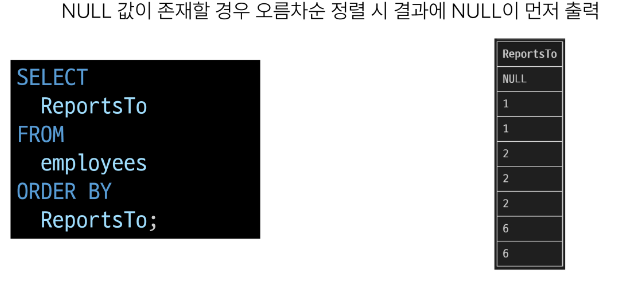 NULL 값이 존재할 경우 오름차순 정렬 시 결과에 NULL이 먼저 출력
SELECT
ReportsTo
FROM
employees
ORDER BY
ReportsTo;
ReportsTo
NULL
1
1
2
2
2
6
6